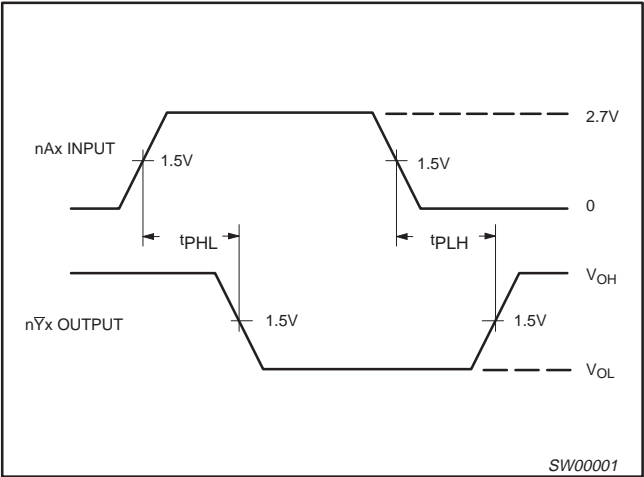 2.7V
nAx INPUT
1.5V
1.5V
0
tPHL
tPLH
VOH
nY̅x OUTPUT
1.5V
1.5V
VOL
SW00001